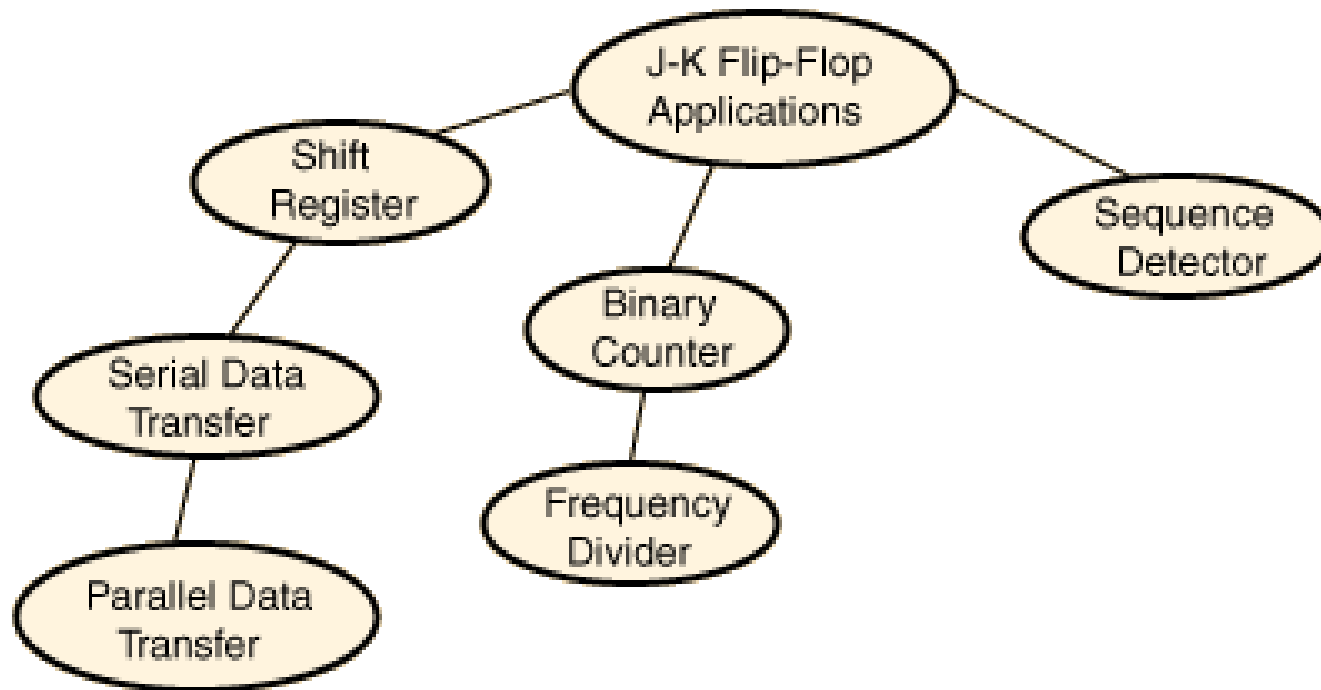 J-K Flip-Flop
Applications
Shift
Register
Sequence
Detector
Binary
Counter
Serial Data
Transfer
Frequency
Divider
Parallel Data
Transfer